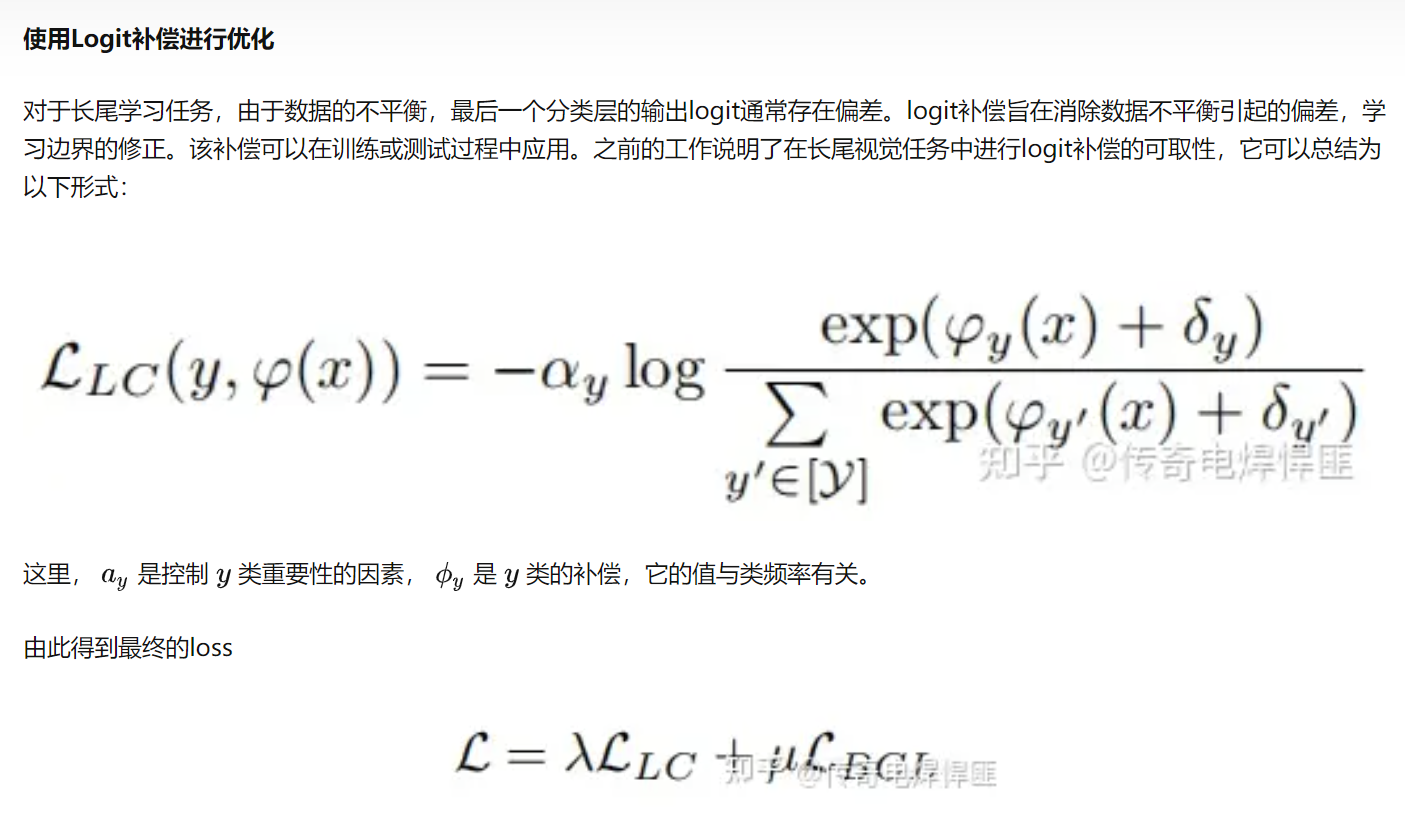 使用Logit补偿进行优化
对于长尾学习任务，由于数据的不平衡，最后一个分类层的输出logit通常存在偏差。logit补偿旨在消除数据不平衡引起的偏差，学
习边界的修正。该补偿可以在训练或测试过程中应用。之前的工作说明了在长尾视觉任务中进行logit补偿的可取性，它可以总结为
以下形式：
\mathcal{L}_{LC}(y, \varphi(x)) = -\alpha_y \log \frac{\exp(\varphi_y(x) + \delta_y)}{\sum_{y' \in [\mathcal{Y}]} \exp(\varphi_{y'}(x) + \delta_{y'})}
知乎 @传奇电焊悍匪
这里， a_y 是控制 y 类重要性的因素， ϕ_y 是 y 类的补偿，它的值与类频率有关。
由此得到最终的loss
\mathcal{L} = \lambda \mathcal{L}_{LC} + \mu \mathcal{L}_{BCL}
知乎 @传奇电焊悍匪